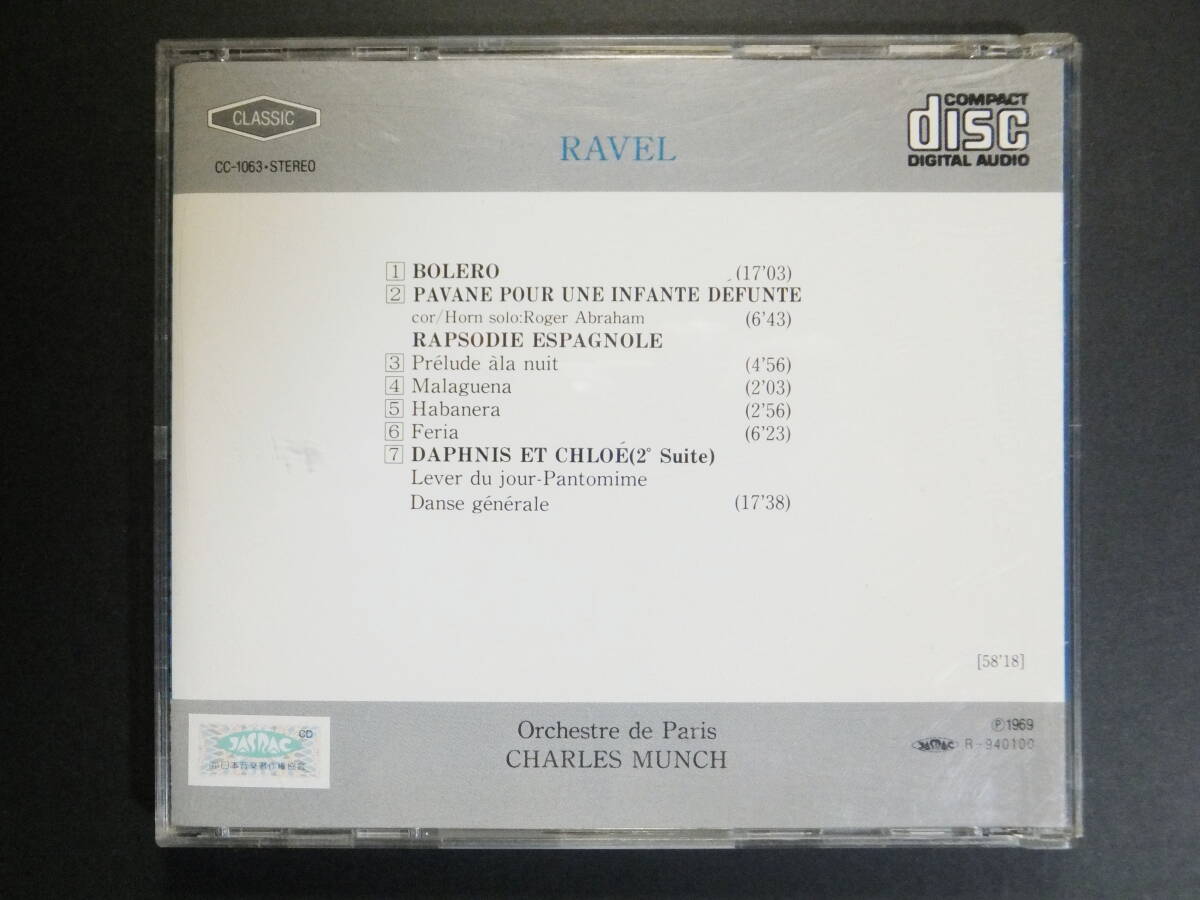 CLASSIC
CC-1063・STEREO
RAVEL
COMPACT
disc
DIGITAL AUDIO
1 BOLERO (17'03)
2 PAVANE POUR UNE INFANTE DEFUNTE
cor/Horn solo:Roger Abraham (6'43)
RAPSODIE ESPAGNOLE
3 Prélude àla nuit (4'56)
4 Malaguena (2'03)
5 Habanera (2'56)
6 Feria (6'23)
7 DAPHNIS ET CHLOÉ(2° Suite)
Lever du jour-Pantomime
Danse générale (17'38)
[58'18]
CD
JASRAC
Orchestre de Paris
CHARLES MUNCH
Ⓟ1969
JASRAC R-940100